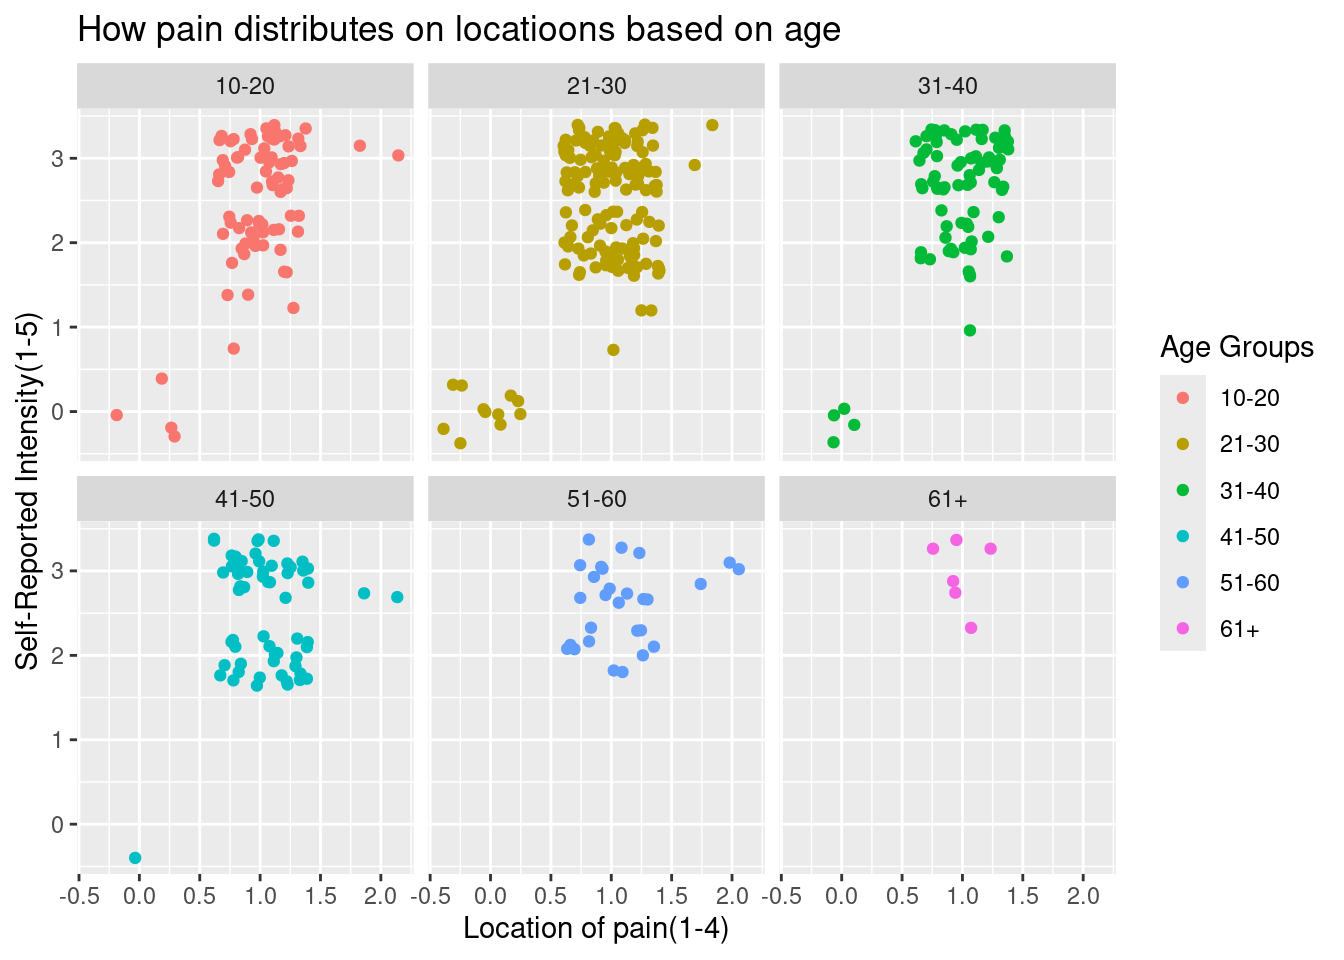 How pain distributes on locatioons based on age
10-20 21-30 31-40
3
2
1
0
41-50 51-60 61+
3
2
1
0
-0.5 0.0 0.5 1.0 1.5 2.0 -0.5 0.0 0.5 1.0 1.5 2.0 -0.5 0.0 0.5 1.0 1.5 2.0
Location of pain(1-4)
Self-Reported Intensity(1-5)
Age Groups
10-20
21-30
31-40
41-50
51-60
61+